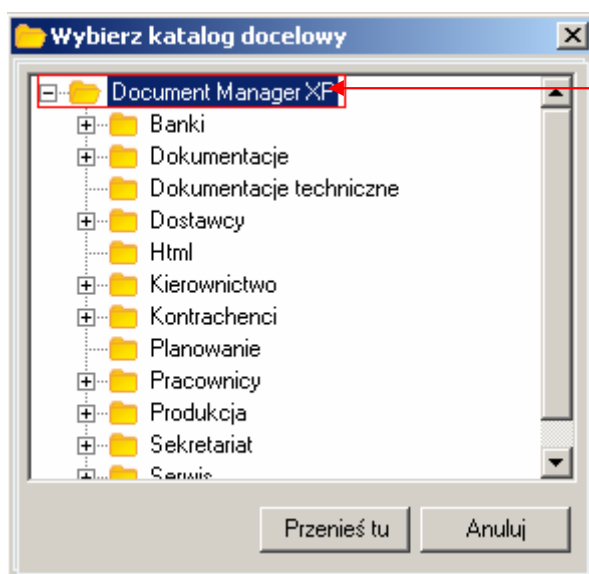 Wybierz katalog docelowy
Document Manager XP
Banki
Dokumentacje
Dokumentacje techniczne
Dostawcy
Html
Kierownictwo
Kontrachenci
Planowanie
Pracownicy
Produkcja
Sekretariat
Serwis
Przenieś tu
Anuluj